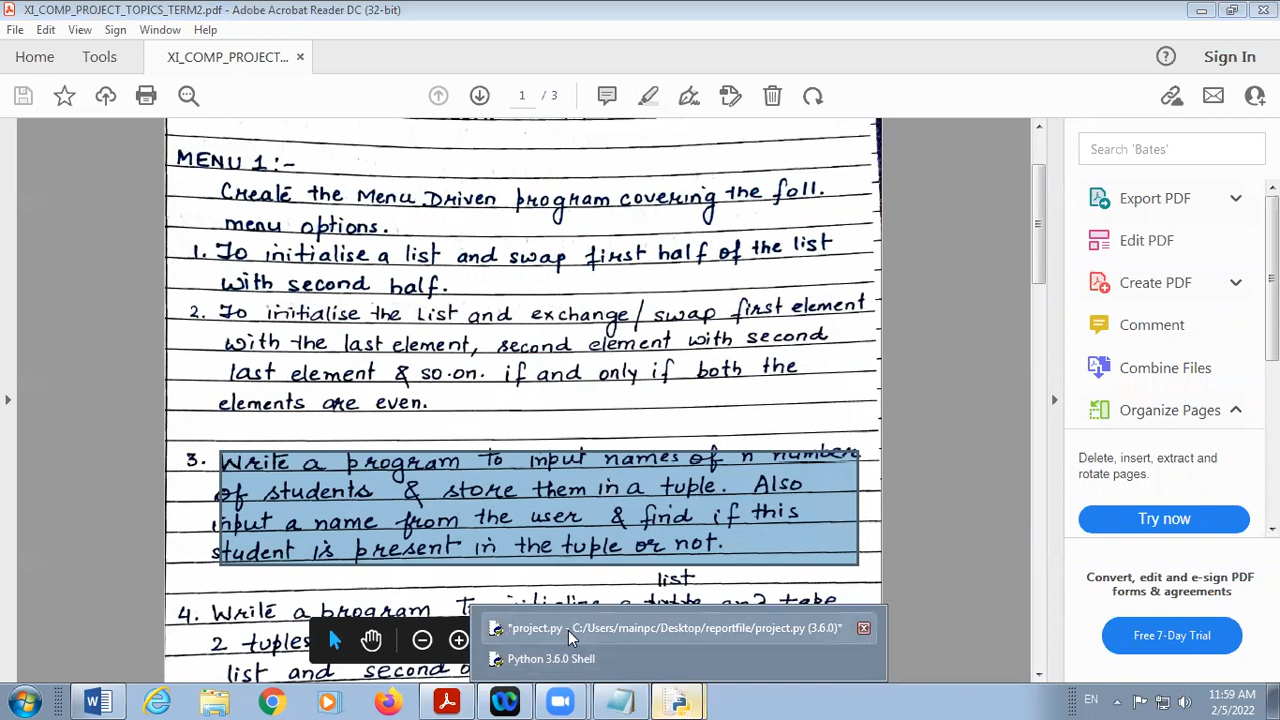 XI_COMP_PROJECT_TOPICS_TERM2.pdf - Adobe Acrobat Reader DC (32-bit)
File Edit View Sign Window Help
Home Tools XI_COMP_PROJECT... × Sign In
1 / 3
MENU 1:-
Create the Menu Driven program covering the foll.
menu options.
1. To initialise a list and swap first half of the list
with second half.
2. To initialise the List and exchange/swap first element
with the last element, second element with second
last element & so.on. if and only if both the
elements are even.
3. Write a program to input names of n number
of students & store them in a tuple. Also
input a name from the user & find if this
student is present in the tuple or not.
list
4. Write a program
2 tuples
list and second
Search 'Bates'
Export PDF
Edit PDF
Create PDF
Comment
Combine Files
Organize Pages
Delete, insert, extract and
rotate pages.
Try now
Convert, edit and e-sign PDF
forms & agreements
Free 7-Day Trial
*project.py - C:/Users/mainpc/Desktop/reportfile/project.py (3.6.0)*
Python 3.6.0 Shell
EN
11:59 AM
2/5/2022